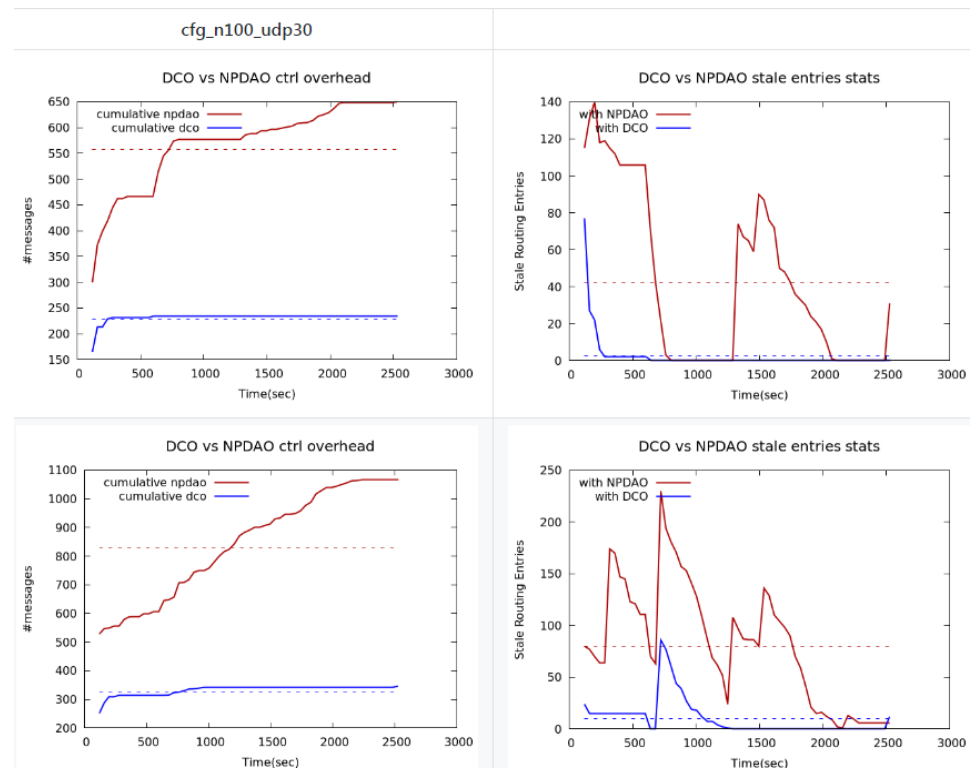 cfg_n100_udp30
DCO vs NPDAO ctrl overhead
650
600
550
500
450
400
350
300
250
200
150
#messages
cumulative npdao
cumulative dco
0 500 1000 1500 2000 2500 3000
Time(sec)
DCO vs NPDAO stale entries stats
140
120
100
80
60
40
20
0
Stale Routing Entries
with NPDAO
with DCO
0 500 1000 1500 2000 2500 3000
Time(sec)
DCO vs NPDAO ctrl overhead
1100
1000
900
800
700
600
500
400
300
200
#messages
cumulative npdao
cumulative dco
0 500 1000 1500 2000 2500 3000
Time(sec)
DCO vs NPDAO stale entries stats
250
200
150
100
50
0
Stale Routing Entries
with NPDAO
with DCO
0 500 1000 1500 2000 2500 3000
Time(sec)